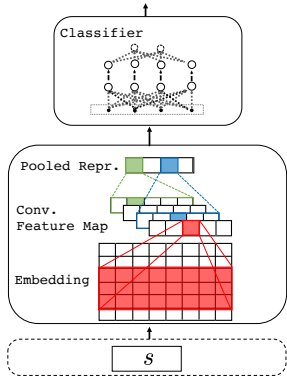 Classifier
Pooled Repr.
Conv.
Feature Map
Embedding
s